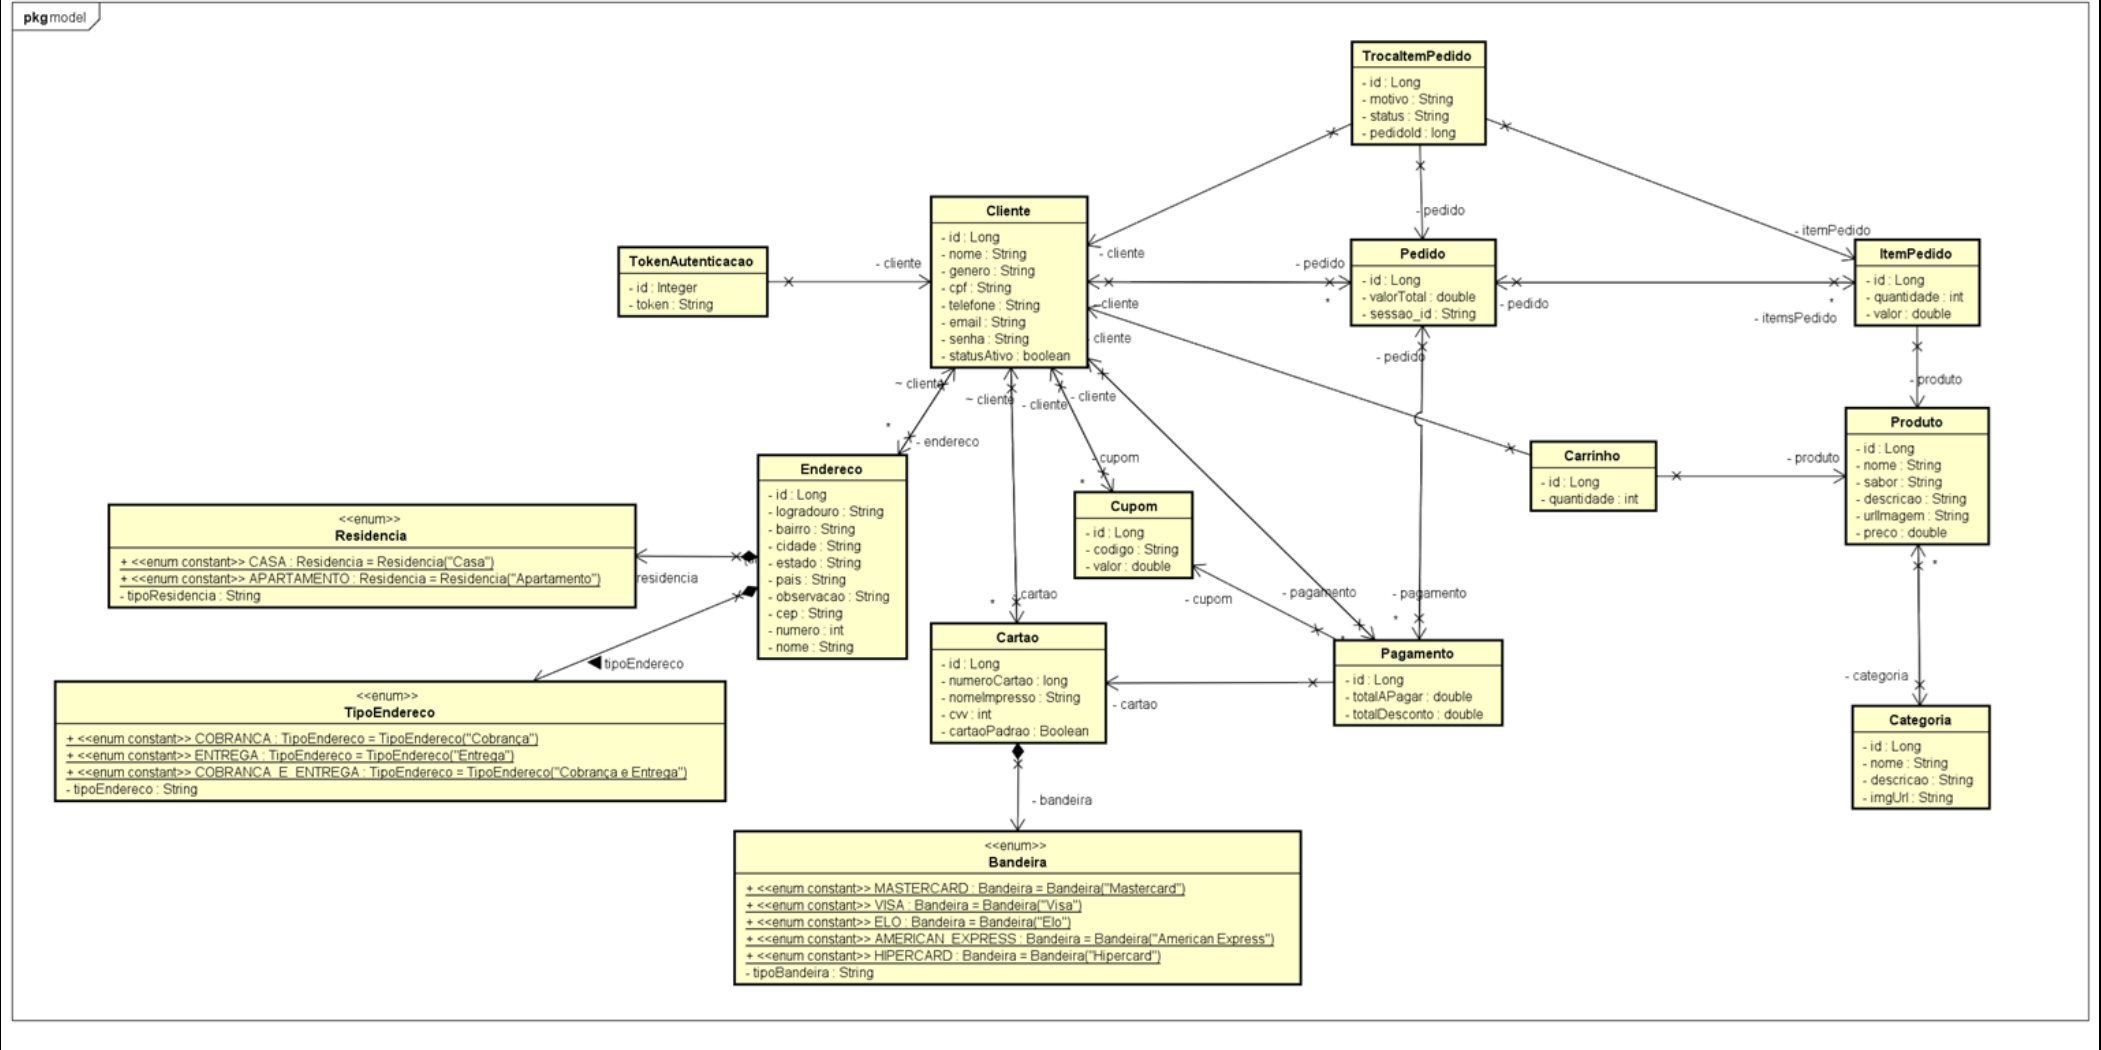 pkg model
TrocaItemPedido
- id : Long
- motivo : String
- status : String
- pedidoId : long
Cliente
- id : Long
- nome : String
- genero : String
- cpf : String
- telefone : String
- email : String
- senha : String
- statusAtivo : boolean
TokenAutenticacao
- id : Integer
- token : String
- cliente
- cliente
- pedido
- pedido
*
Pedido
- id : Long
- valorTotal : double
- sessao_id : String
- itemPedido
ItemPedido
- id : Long
- quantidade : int
- valor : double
- pedido
*
- itemsPedido
- cliente
cliente
- pedido
- produto
~ cliente
~ cliente
- cliente
- cliente
*
- endereco
- cupom
*
Produto
- id : Long
- nome : String
- sabor : String
- descricao : String
- urlImagem : String
- preco : double
Carrinho
- id : Long
- quantidade : int
- produto
Endereco
- id : Long
- logradouro : String
- bairro : String
- cidade : String
- estado : String
- pais : String
- observacao : String
- cep : String
- numero : int
- nome : String
Cupom
- id : Long
- codigo : String
- valor : double
<<enum>>
Residencia
+ <<enum constant>> CASA : Residencia = Residencia("Casa")
+ <<enum constant>> APARTAMENTO : Residencia = Residencia("Apartamento")
- tipoResidencia : String
residencia
tipoEndereco
*
cartao
- cupom
- pagamento
*
- pagamento
*
*
Cartao
- id : Long
- numeroCartao : long
- nomeImpresso : String
- cvv : int
- cartaoPadrao : Boolean
- cartao
Pagamento
- id : Long
- totalAPagar : double
- totalDesconto : double
- categoria
<<enum>>
TipoEndereco
+ <<enum constant>> COBRANCA : TipoEndereco = TipoEndereco("Cobrança")
+ <<enum constant>> ENTREGA : TipoEndereco = TipoEndereco("Entrega")
+ <<enum constant>> COBRANCA_E_ENTREGA : TipoEndereco = TipoEndereco("Cobrança e Entrega")
- tipoEndereco : String
Categoria
- id : Long
- nome : String
- descricao : String
- imgUrl : String
- bandeira
<<enum>>
Bandeira
+ <<enum constant>> MASTERCARD : Bandeira = Bandeira("Mastercard")
+ <<enum constant>> VISA : Bandeira = Bandeira("Visa")
+ <<enum constant>> ELO : Bandeira = Bandeira("Elo")
+ <<enum constant>> AMERICAN_EXPRESS : Bandeira = Bandeira("American Express")
+ <<enum constant>> HIPERCARD : Bandeira = Bandeira("Hipercard")
- tipoBandeira : String